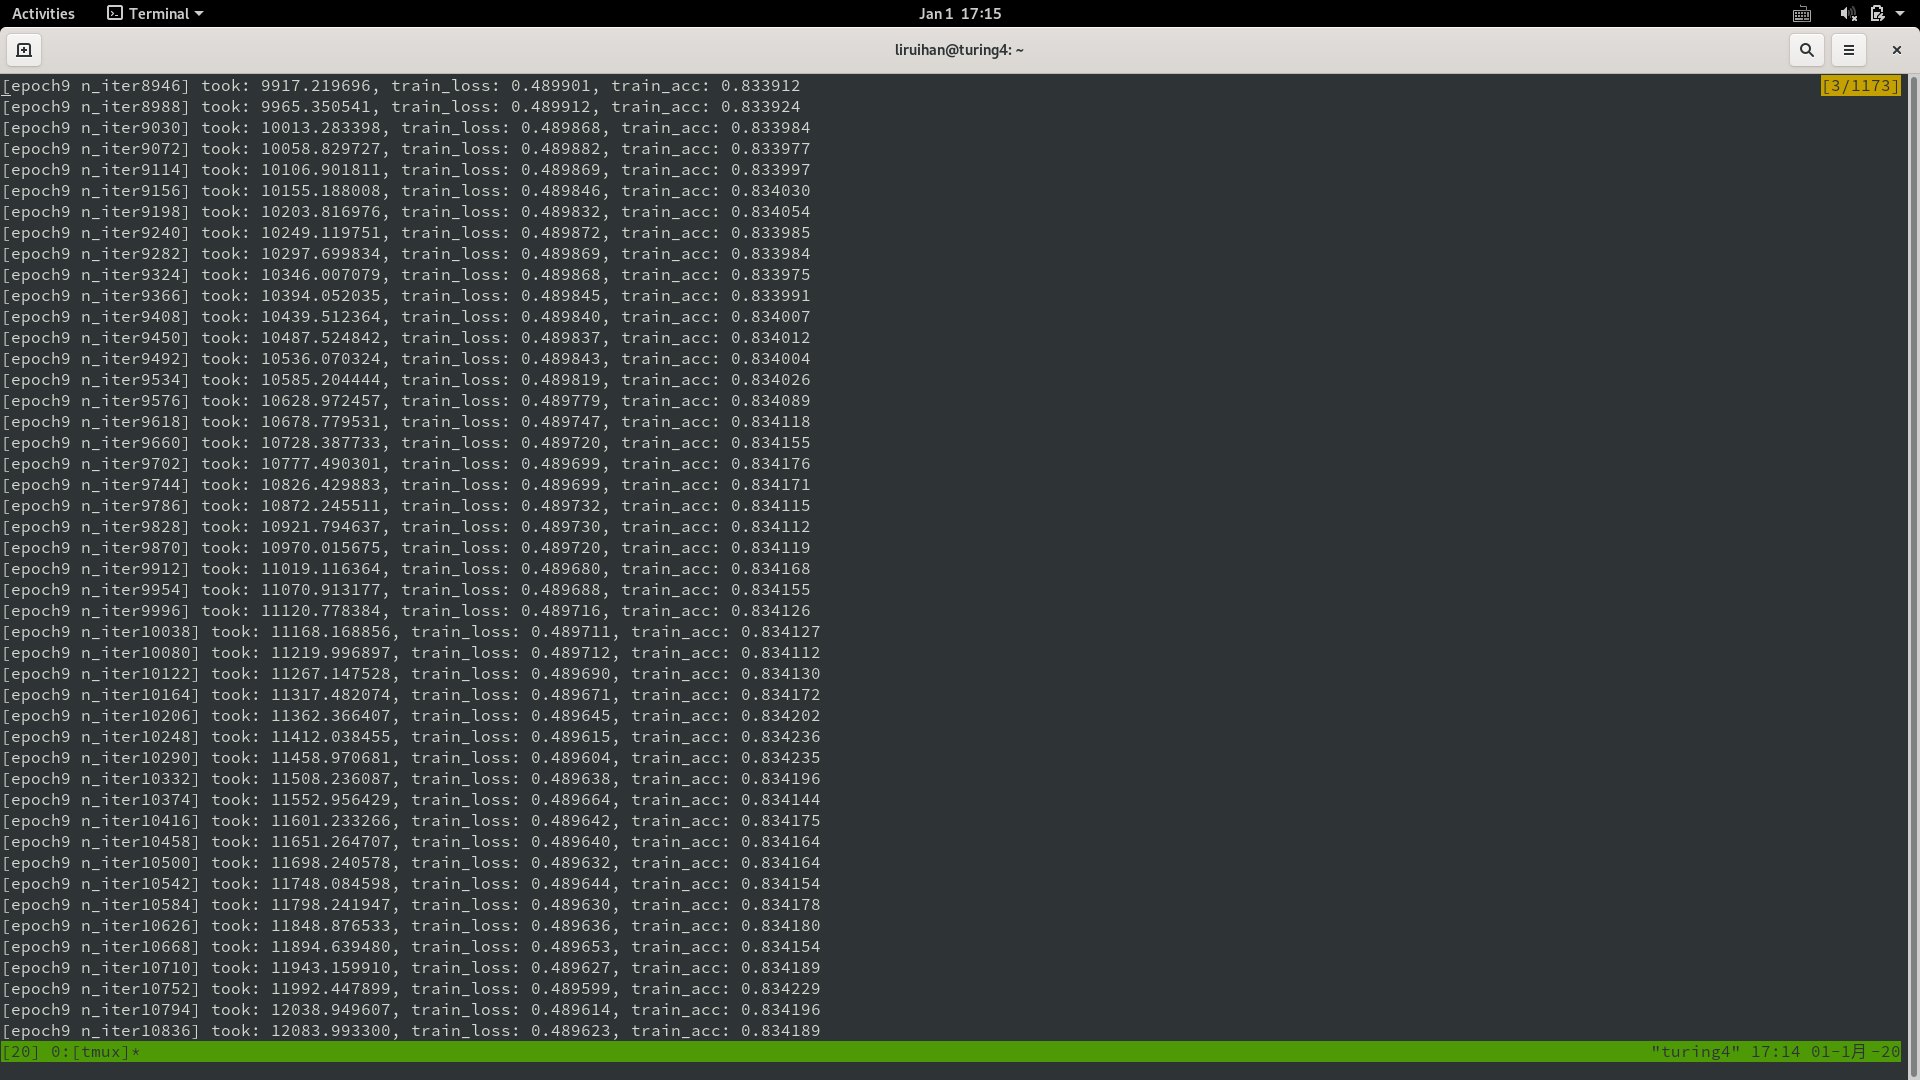 Activities Terminal Jan 1 17:15
liruihan@turing4: ~
[epoch9 n_iter8946] took: 9917.219696, train_loss: 0.489901, train_acc: 0.833912 [3/1173]
[epoch9 n_iter8988] took: 9965.350541, train_loss: 0.489912, train_acc: 0.833924
[epoch9 n_iter9030] took: 10013.283398, train_loss: 0.489868, train_acc: 0.833984
[epoch9 n_iter9072] took: 10058.829727, train_loss: 0.489882, train_acc: 0.833977
[epoch9 n_iter9114] took: 10106.901811, train_loss: 0.489869, train_acc: 0.833997
[epoch9 n_iter9156] took: 10155.188008, train_loss: 0.489846, train_acc: 0.834030
[epoch9 n_iter9198] took: 10203.816976, train_loss: 0.489832, train_acc: 0.834054
[epoch9 n_iter9240] took: 10249.119751, train_loss: 0.489872, train_acc: 0.833985
[epoch9 n_iter9282] took: 10297.699834, train_loss: 0.489869, train_acc: 0.833984
[epoch9 n_iter9324] took: 10346.007079, train_loss: 0.489868, train_acc: 0.833975
[epoch9 n_iter9366] took: 10394.052035, train_loss: 0.489845, train_acc: 0.833991
[epoch9 n_iter9408] took: 10439.512364, train_loss: 0.489840, train_acc: 0.834007
[epoch9 n_iter9450] took: 10487.524842, train_loss: 0.489837, train_acc: 0.834012
[epoch9 n_iter9492] took: 10536.070324, train_loss: 0.489843, train_acc: 0.834004
[epoch9 n_iter9534] took: 10585.204444, train_loss: 0.489819, train_acc: 0.834026
[epoch9 n_iter9576] took: 10628.972457, train_loss: 0.489779, train_acc: 0.834089
[epoch9 n_iter9618] took: 10678.779531, train_loss: 0.489747, train_acc: 0.834118
[epoch9 n_iter9660] took: 10728.387733, train_loss: 0.489720, train_acc: 0.834155
[epoch9 n_iter9702] took: 10777.490301, train_loss: 0.489699, train_acc: 0.834176
[epoch9 n_iter9744] took: 10826.429883, train_loss: 0.489699, train_acc: 0.834171
[epoch9 n_iter9786] took: 10872.245511, train_loss: 0.489732, train_acc: 0.834115
[epoch9 n_iter9828] took: 10921.794637, train_loss: 0.489730, train_acc: 0.834112
[epoch9 n_iter9870] took: 10970.015675, train_loss: 0.489720, train_acc: 0.834119
[epoch9 n_iter9912] took: 11019.116364, train_loss: 0.489680, train_acc: 0.834168
[epoch9 n_iter9954] took: 11070.913177, train_loss: 0.489688, train_acc: 0.834155
[epoch9 n_iter9996] took: 11120.778384, train_loss: 0.489716, train_acc: 0.834126
[epoch9 n_iter10038] took: 11168.168856, train_loss: 0.489711, train_acc: 0.834127
[epoch9 n_iter10080] took: 11219.996897, train_loss: 0.489712, train_acc: 0.834112
[epoch9 n_iter10122] took: 11267.147528, train_loss: 0.489690, train_acc: 0.834130
[epoch9 n_iter10164] took: 11317.482074, train_loss: 0.489671, train_acc: 0.834172
[epoch9 n_iter10206] took: 11362.366407, train_loss: 0.489645, train_acc: 0.834202
[epoch9 n_iter10248] took: 11412.038455, train_loss: 0.489615, train_acc: 0.834236
[epoch9 n_iter10290] took: 11458.970681, train_loss: 0.489604, train_acc: 0.834235
[epoch9 n_iter10332] took: 11508.236087, train_loss: 0.489638, train_acc: 0.834196
[epoch9 n_iter10374] took: 11552.956429, train_loss: 0.489664, train_acc: 0.834144
[epoch9 n_iter10416] took: 11601.233266, train_loss: 0.489642, train_acc: 0.834175
[epoch9 n_iter10458] took: 11651.264707, train_loss: 0.489640, train_acc: 0.834164
[epoch9 n_iter10500] took: 11698.240578, train_loss: 0.489632, train_acc: 0.834164
[epoch9 n_iter10542] took: 11748.084598, train_loss: 0.489644, train_acc: 0.834154
[epoch9 n_iter10584] took: 11798.241947, train_loss: 0.489630, train_acc: 0.834178
[epoch9 n_iter10626] took: 11848.876533, train_loss: 0.489636, train_acc: 0.834180
[epoch9 n_iter10668] took: 11894.639480, train_loss: 0.489653, train_acc: 0.834154
[epoch9 n_iter10710] took: 11943.159910, train_loss: 0.489627, train_acc: 0.834189
[epoch9 n_iter10752] took: 11992.447899, train_loss: 0.489599, train_acc: 0.834229
[epoch9 n_iter10794] took: 12038.949607, train_loss: 0.489614, train_acc: 0.834196
[epoch9 n_iter10836] took: 12083.993300, train_loss: 0.489623, train_acc: 0.834189
[20] 0:[tmux]* "turing4" 17:14 01-1月-20